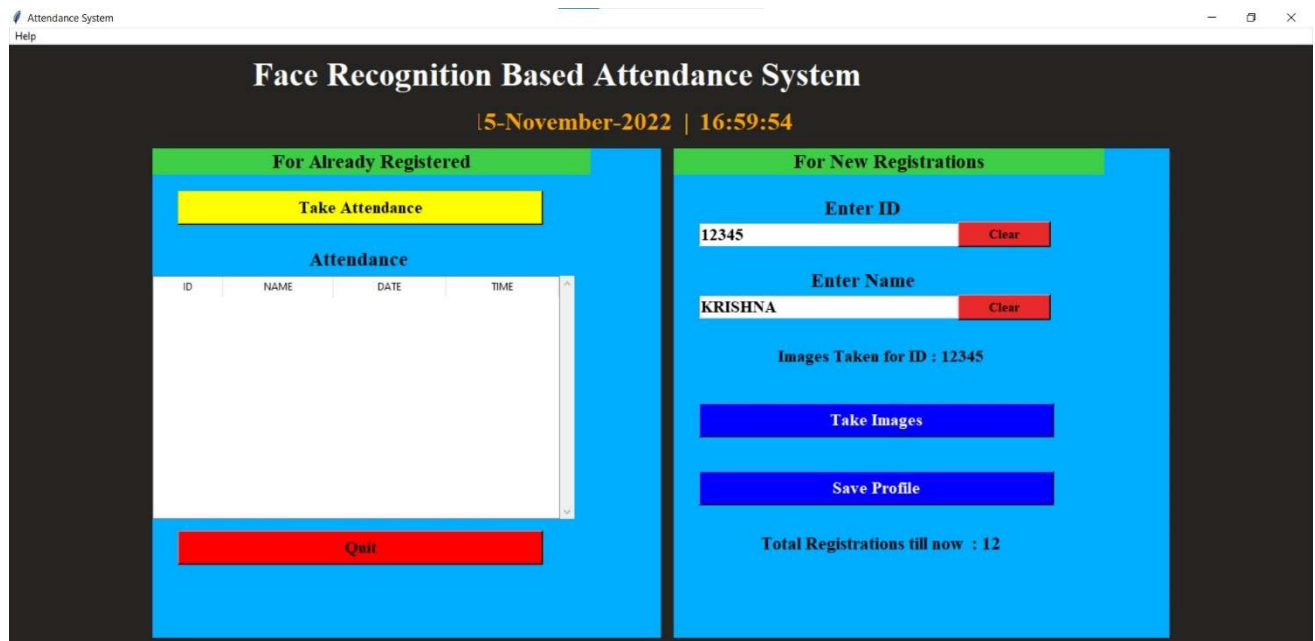 Attendance System
Help
Face Recognition Based Attendance System
15-November-2022 | 16:59:54
For Already Registered
Take Attendance
Attendance
ID NAME DATE TIME
Quit
For New Registrations
Enter ID
12345 Clear
Enter Name
KRISHNA Clear
Images Taken for ID : 12345
Take Images
Save Profile
Total Registrations till now : 12